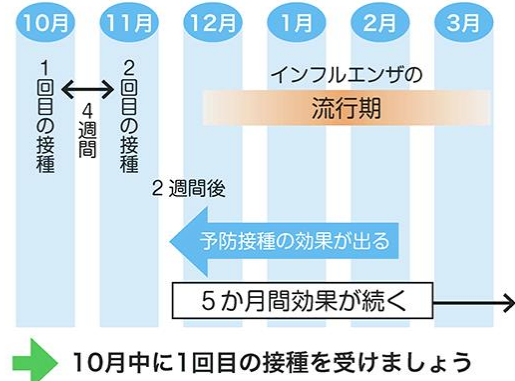 10月
11月
12月
1月
2月
3月
1回目の接種
4週間
2回目の接種
インフルエンザの
流行期
2週間後
予防接種の効果が出る
5か月間効果が続く
10月中に1回目の接種を受けましょう